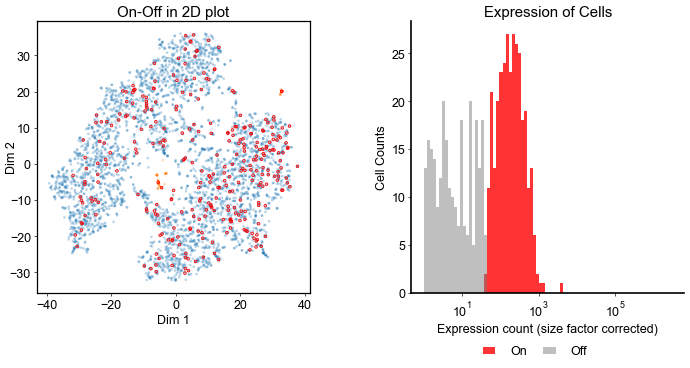 On-Off in 2D plot
30
20
10
0
−10
−20
−30
Dim 2
−40 −20 0 20 40
Dim 1
Expression of Cells
25
20
15
10
5
0
Cell Counts
10^1 10^3 10^5
Expression count (size factor corrected)
On Off